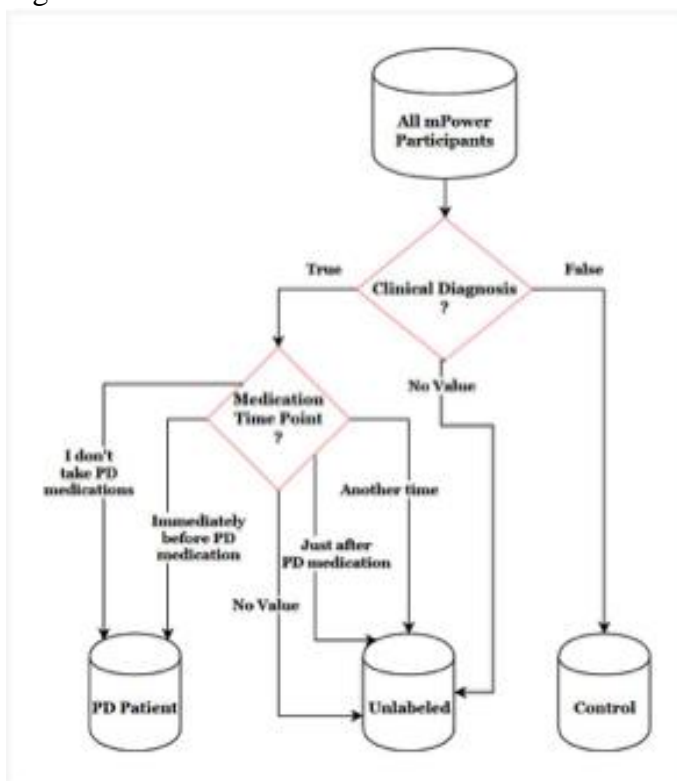 All mPower
Participants
True
False
Clinical Diagnosis
?
No Value
Medication
Time Point
?
I don't
take PD
medications
Immediately
before PD
medication
Another time
Just after
PD medication
No Value
PD Patient
Unlabeled
Control